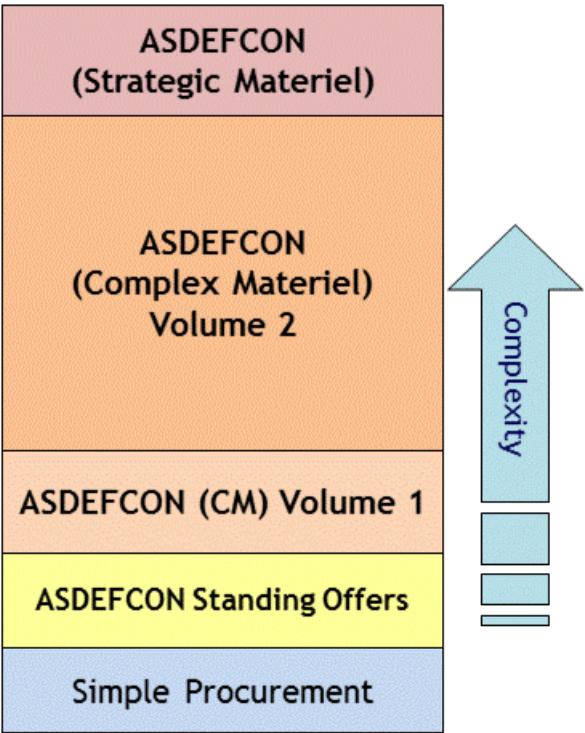 ASDEFCON
(Strategic Materiel)
ASDEFCON
(Complex Materiel)
Volume 2
Complexity
ASDEFCON (CM) Volume 1
ASDEFCON Standing Offers
Simple Procurement